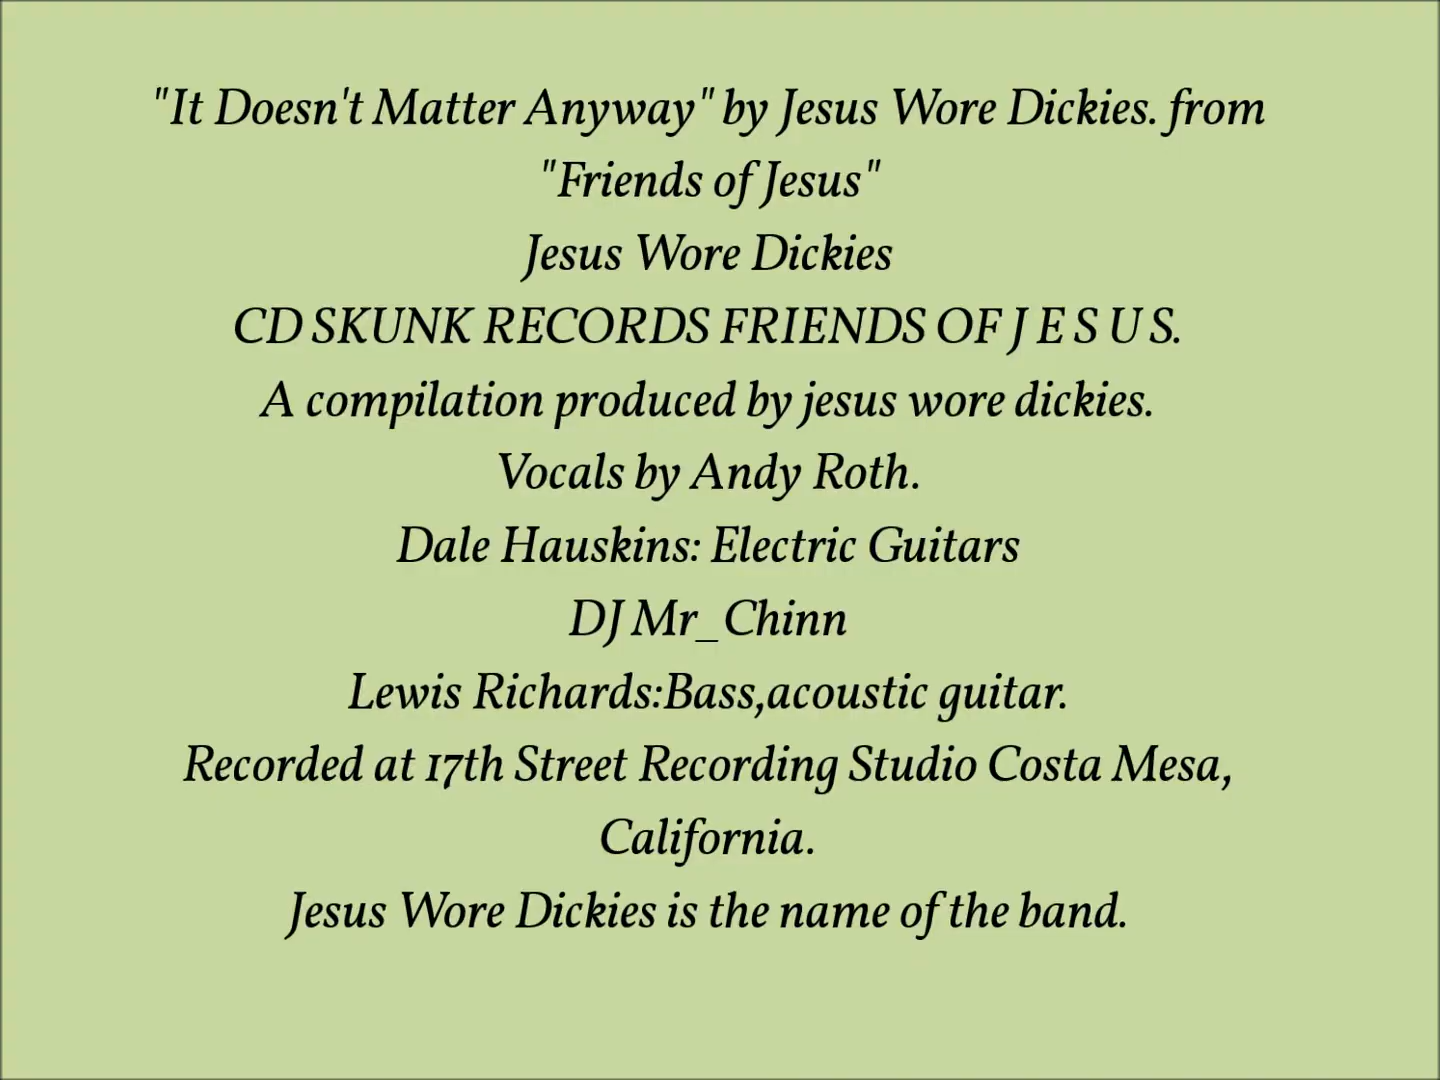 "It Doesn't Matter Anyway" by Jesus Wore Dickies. from
"Friends of Jesus"
Jesus Wore Dickies
CD SKUNK RECORDS FRIENDS OF J E S U S.
A compilation produced by jesus wore dickies.
Vocals by Andy Roth.
Dale Hauskins: Electric Guitars
DJ Mr_Chinn
Lewis Richards:Bass,acoustic guitar.
Recorded at 17th Street Recording Studio Costa Mesa,
California.
Jesus Wore Dickies is the name of the band.